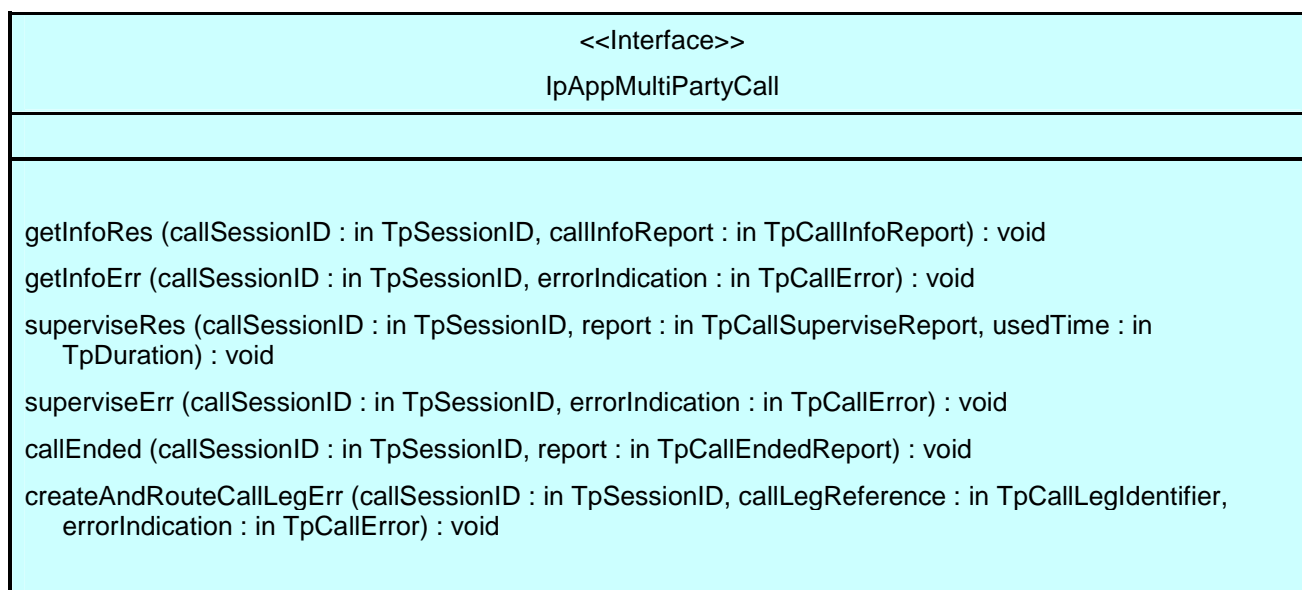 <<Interface>>
IpAppMultiPartyCall
getInfoRes (callSessionID : in TpSessionID, callInfoReport : in TpCallInfoReport) : void
getInfoErr (callSessionID : in TpSessionID, errorIndication : in TpCallError) : void
superviseRes (callSessionID : in TpSessionID, report : in TpCallSuperviseReport, usedTime : in
TpDuration) : void
superviseErr (callSessionID : in TpSessionID, errorIndication : in TpCallError) : void
callEnded (callSessionID : in TpSessionID, report : in TpCallEndedReport) : void
createAndRouteCallLegErr (callSessionID : in TpSessionID, callLegReference : in TpCallLegIdentifier,
errorIndication : in TpCallError) : void